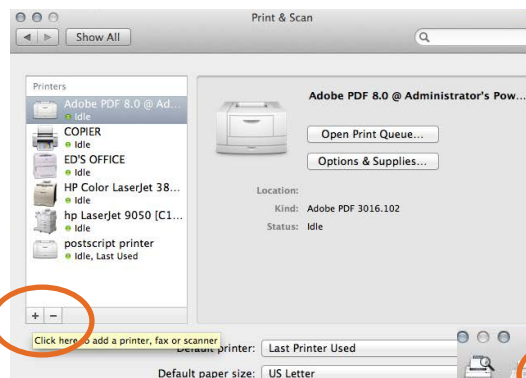 Print & Scan
Show All
Printers
Adobe PDF 8.0 @ Ad...
Idle
COPIER
Idle
ED'S OFFICE
Idle
HP Color LaserJet 38...
Idle
hp LaserJet 9050 [C1...
Idle
postscript printer
Idle, Last Used
+ −
Click here to add a printer, fax or scanner
Adobe PDF 8.0 @ Administrator's Pow...
Open Print Queue...
Options & Supplies...
Location:
Kind: Adobe PDF 3016.102
Status: Idle
Default printer: Last Printer Used
Default paper size: US Letter